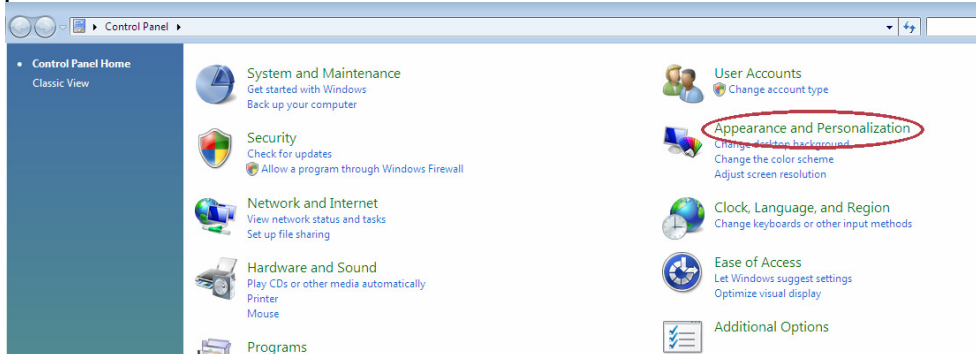 Control Panel
Control Panel Home
Classic View
System and Maintenance
Get started with Windows
Back up your computer
Security
Check for updates
Allow a program through Windows Firewall
Network and Internet
View network status and tasks
Set up file sharing
Hardware and Sound
Play CDs or other media automatically
Printer
Mouse
Programs
User Accounts
Change account type
Appearance and Personalization
Change desktop background
Change the color scheme
Adjust screen resolution
Clock, Language, and Region
Change keyboards or other input methods
Ease of Access
Let Windows suggest settings
Optimize visual display
Additional Options